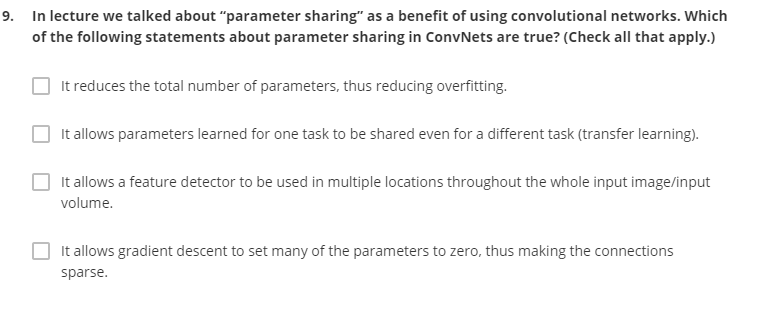 9. In lecture we talked about “parameter sharing” as a benefit of using convolutional networks. Which
of the following statements about parameter sharing in ConvNets are true? (Check all that apply.)
It reduces the total number of parameters, thus reducing overfitting.
It allows parameters learned for one task to be shared even for a different task (transfer learning).
It allows a feature detector to be used in multiple locations throughout the whole input image/input
volume.
It allows gradient descent to set many of the parameters to zero, thus making the connections
sparse.